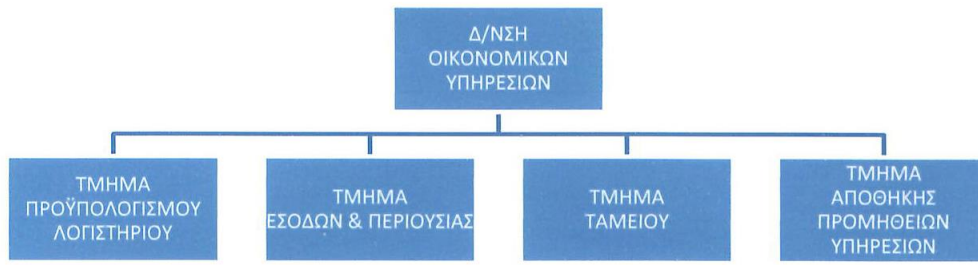 Δ/ΝΣΗ
ΟΙΚΟΝΟΜΙΚΩΝ
ΥΠΗΡΕΣΙΩΝ
ΤΜΗΜΑ
ΠΡΟΫΠΟΛΟΓΙΣΜΟΥ
ΛΟΓΙΣΤΗΡΙΟΥ
ΤΜΗΜΑ
ΕΣΟΔΩΝ & ΠΕΡΙΟΥΣΙΑΣ
ΤΜΗΜΑ
ΤΑΜΕΙΟΥ
ΤΜΗΜΑ
ΑΠΟΘΗΚΗΣ
ΠΡΟΜΗΘΕΙΩΝ
ΥΠΗΡΕΣΙΩΝ